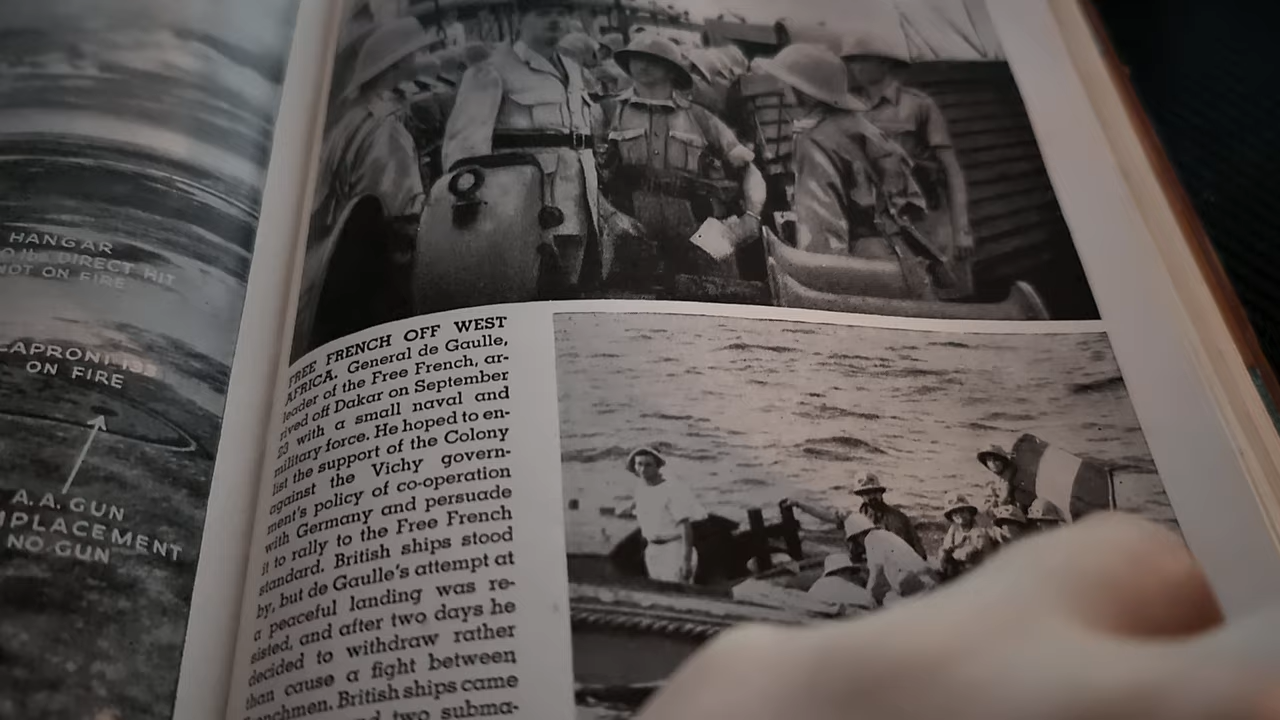 HANGAR
DIRECT HIT
NOT ON FIRE
CAPRONI
ON FIRE
A.A. GUN
EMPLACEMENT
NO GUN
FREE FRENCH OFF WEST
AFRICA. General de Gaulle,
leader of the Free French, ar-
rived off Dakar on September
23 with a small naval and
military force. He hoped to en-
list the support of the Colony
against the Vichy govern-
ment's policy of co-operation
with Germany and persuade
it to rally to the Free French
standard. British ships stood
by, but de Gaulle's attempt at
a peaceful landing was re-
sisted, and after two days he
decided to withdraw rather
than cause a fight between
Frenchmen. British ships came
two subma-